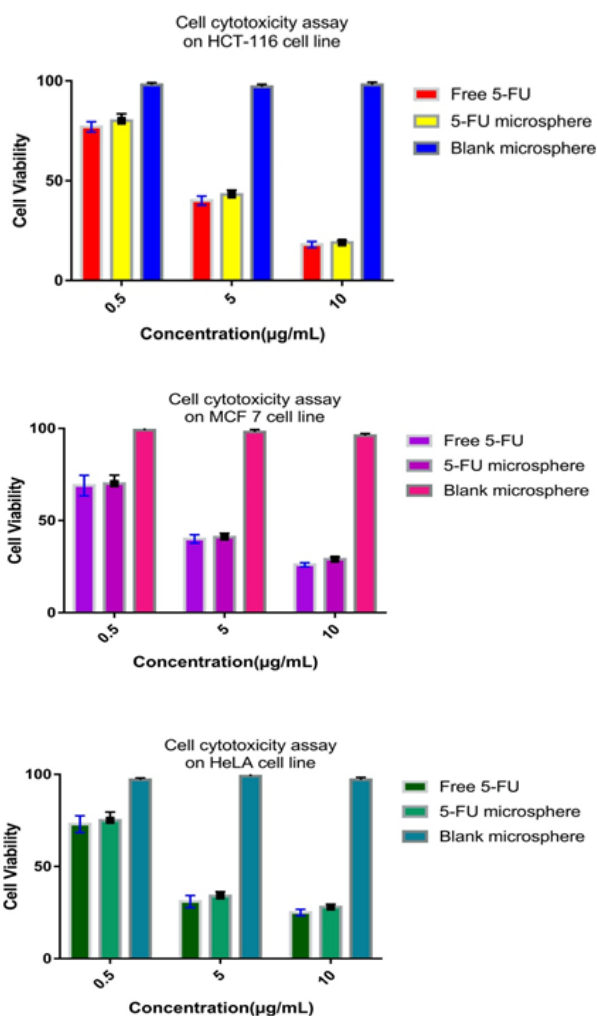 Cell cytotoxicity assay
on HCT-116 cell line
100
50
0
Cell Viability
Free 5-FU
5-FU microsphere
Blank microsphere
0.5
5
10
Concentration(µg/mL)
Cell cytotoxicity assay
on MCF 7 cell line
100
50
0
Cell Viability
Free 5-FU
5-FU microsphere
Blank microsphere
0.5
5
10
Concentration(µg/mL)
Cell cytotoxicity assay
on HeLA cell line
100
50
0
Cell Viability
Free 5-FU
5-FU microsphere
Blank microsphere
0.5
5
10
Concentration(µg/mL)